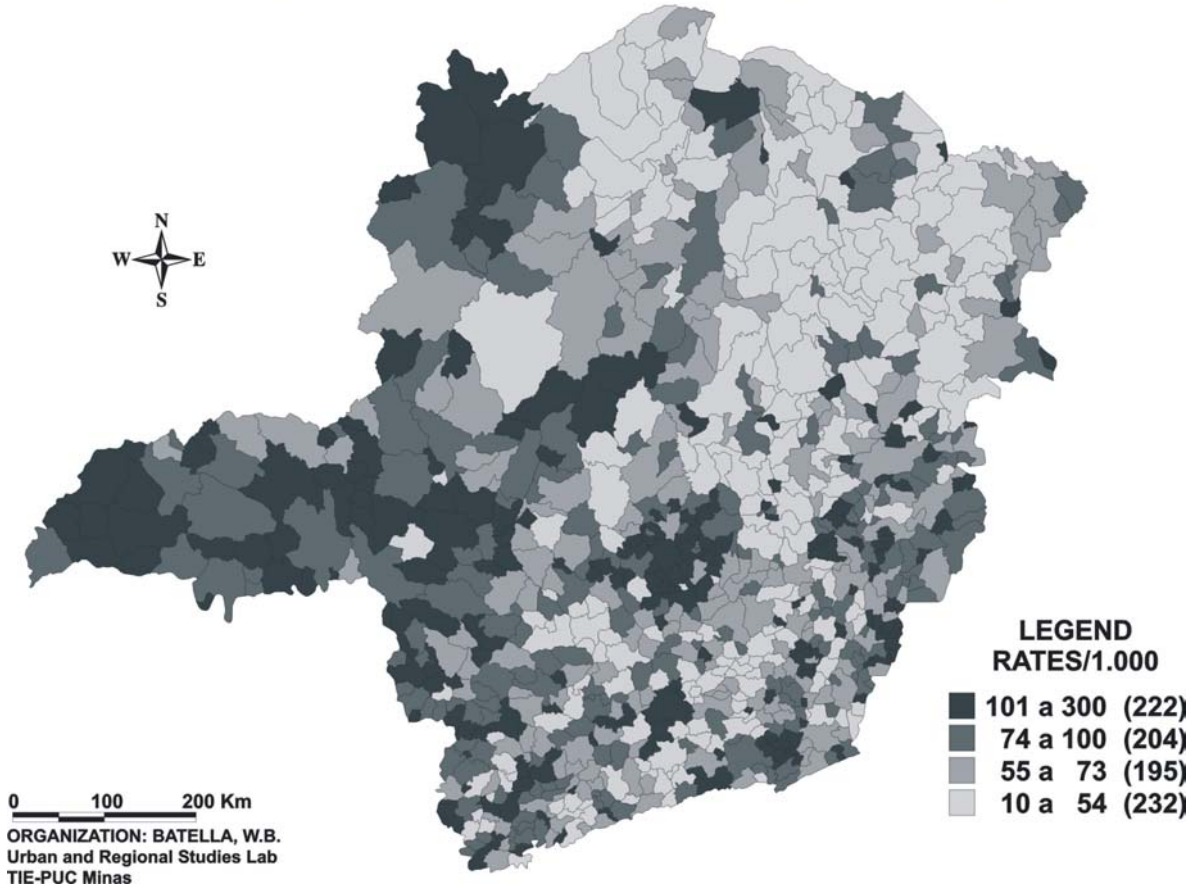 N
W E
S
LEGEND
RATES/1.000
101 a 300 (222)
74 a 100 (204)
55 a 73 (195)
10 a 54 (232)
0 100 200 Km
ORGANIZATION: BATELLA, W.B.
Urban and Regional Studies Lab
TIE-PUC Minas